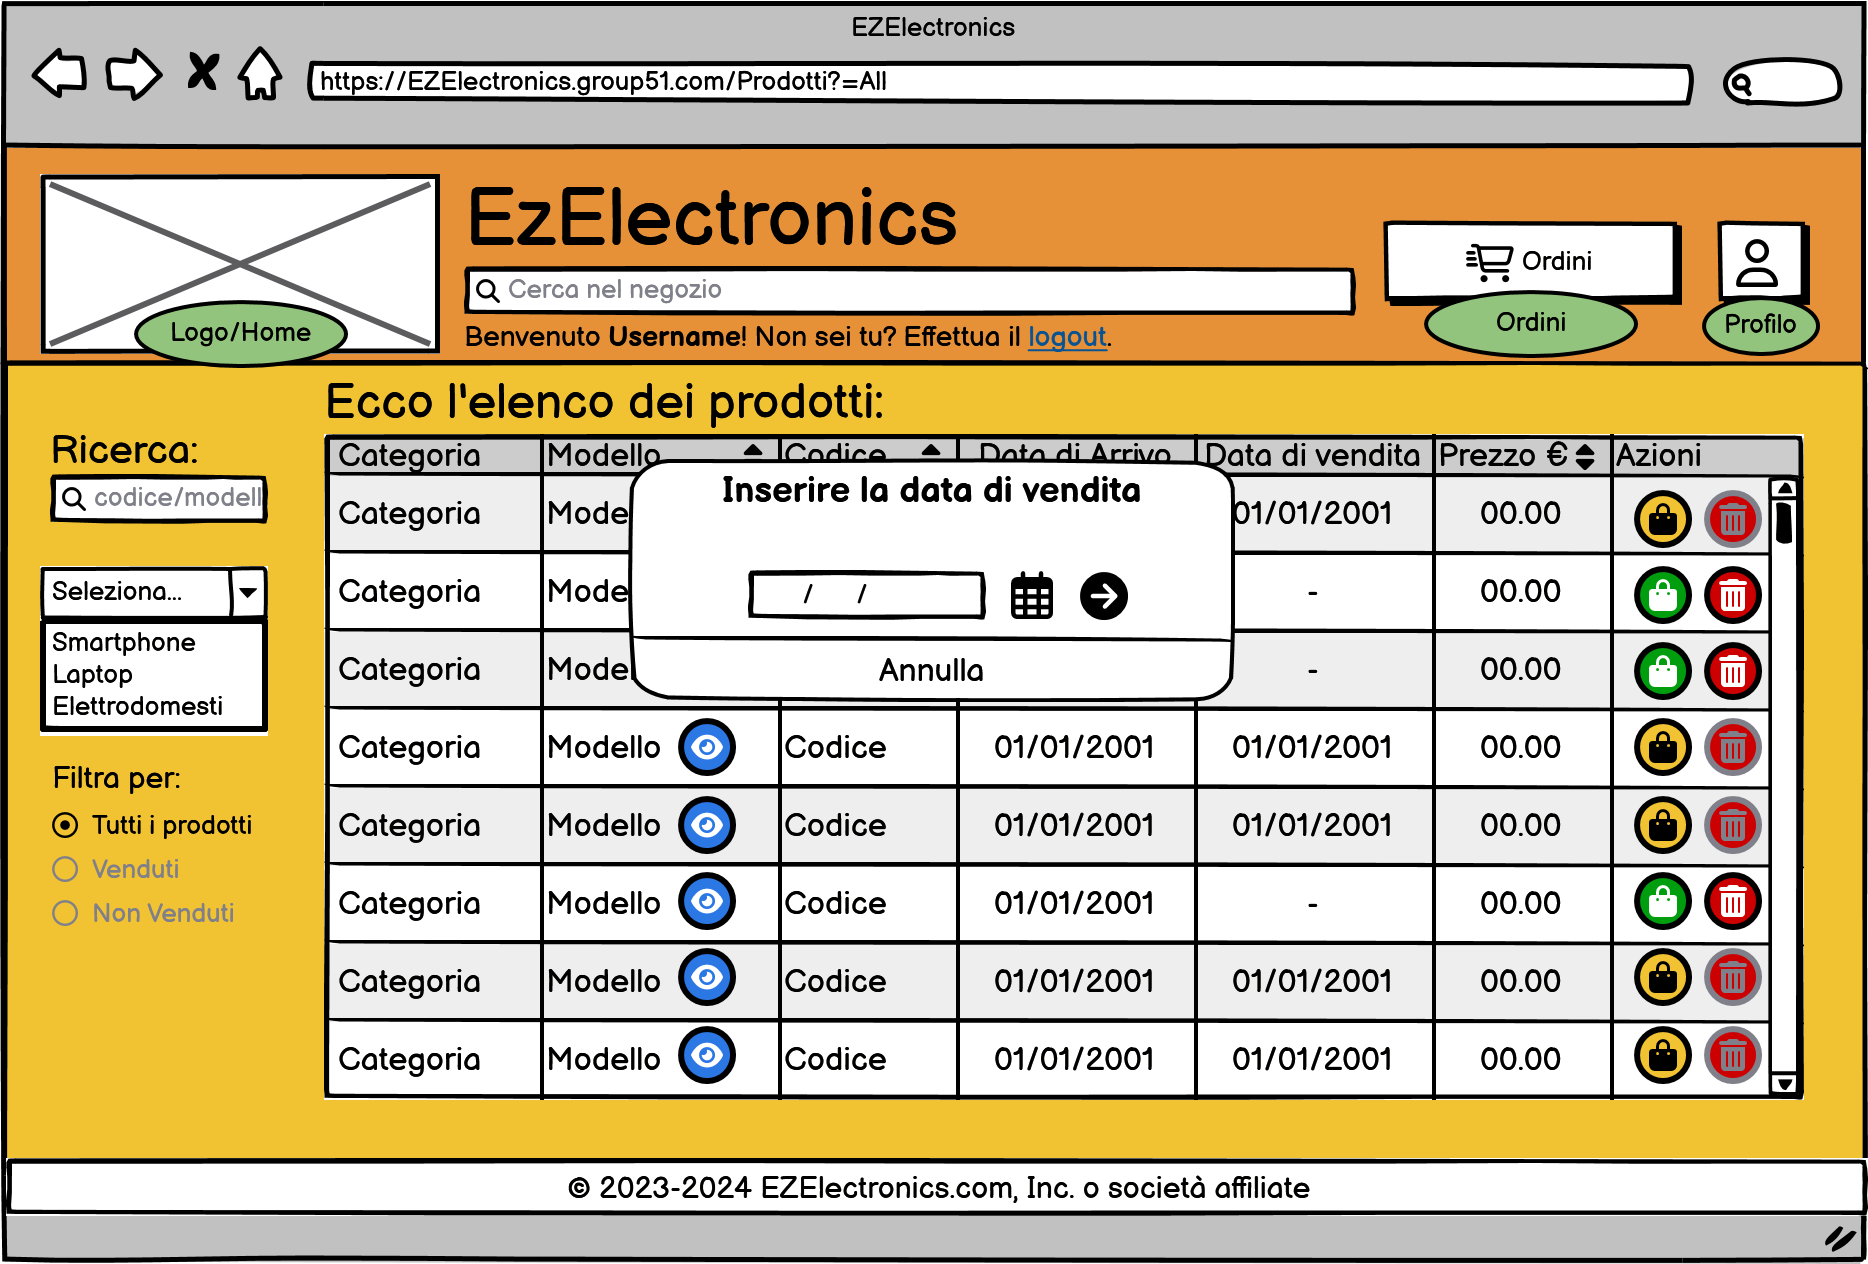 EZElectronics
https://EZElectronics.group51.com/Prodotti?=All
EzElectronics
Cerca nel negozio
Benvenuto Username! Non sei tu? Effettua il logout.
Logo/Home
Ordini
Ordini
Profilo
Ecco l'elenco dei prodotti:
Ricerca:
codice/modell
Seleziona...
Smartphone
Laptop
Elettrodomesti
Filtra per:
Tutti i prodotti
Venduti
Non Venduti
Categoria Modello Codice Data di Arrivo Data di vendita Prezzo € Azioni
Categoria Mode 01/01/2001 00.00
Categoria Mode - 00.00
Categoria Mode - 00.00
Inserire la data di vendita
/ /
Annulla
Categoria Modello Codice 01/01/2001 01/01/2001 00.00
Categoria Modello Codice 01/01/2001 01/01/2001 00.00
Categoria Modello Codice 01/01/2001 - 00.00
Categoria Modello Codice 01/01/2001 01/01/2001 00.00
Categoria Modello Codice 01/01/2001 01/01/2001 00.00
© 2023-2024 EZElectronics.com, Inc. o società affiliate